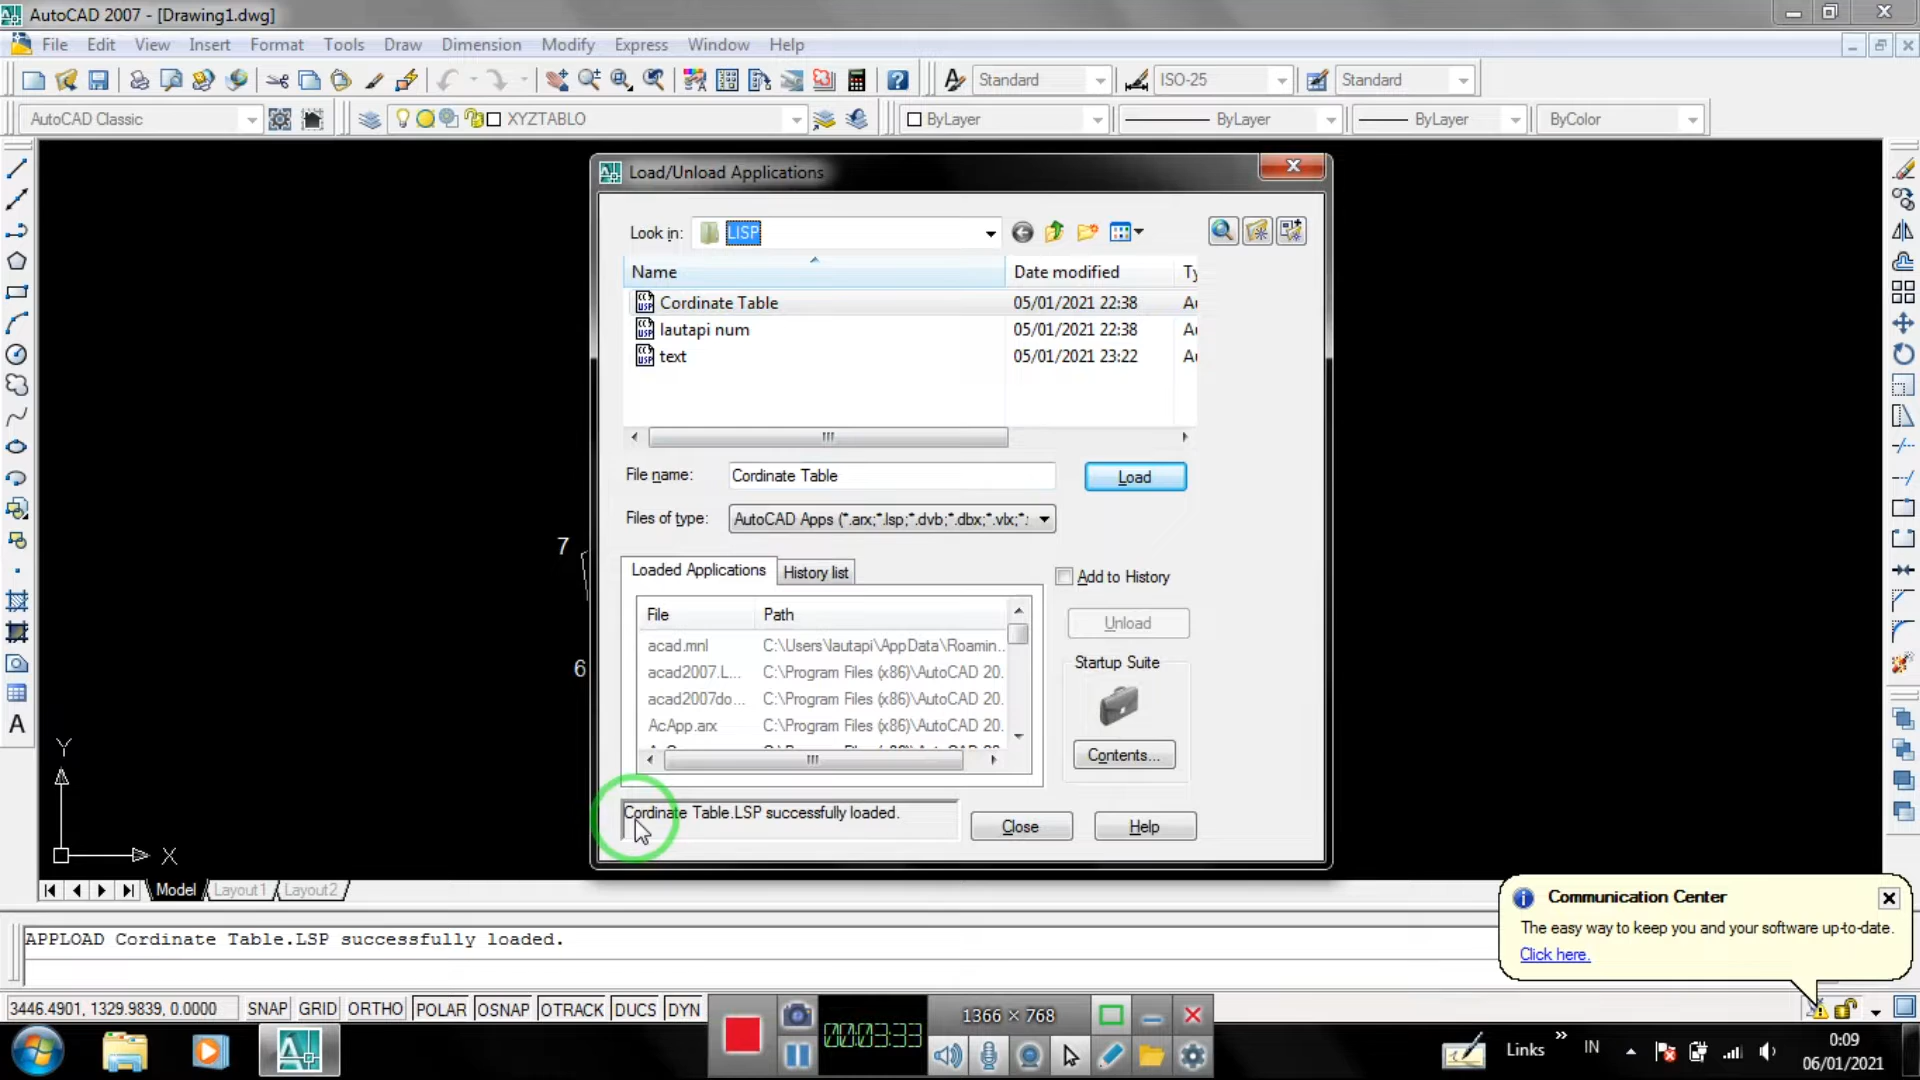 AutoCAD 2007 - [Drawing1.dwg]
File Edit View Insert Format Tools Draw Dimension Modify Express Window Help
Standard ISO-25 Standard
AutoCAD Classic XYZTABLO ByLayer ByLayer ByLayer ByColor
Load/Unload Applications
Look in: LISP
Name Date modified Ty
Cordinate Table 05/01/2021 22:38 Au
lautapi num 05/01/2021 22:38 Au
text 05/01/2021 23:22 Au
File name: Cordinate Table Load
Files of type: AutoCAD Apps (*.arx;*.lsp;*.dvb;*.dbx;*.vlx;*:
7
Loaded Applications History list Add to History
File Path
acad.mnl C:\Users\lautapi\AppData\Roamin...
acad2007.L... C:\Program Files (x86)\AutoCAD 20.
acad2007do... C:\Program Files (x86)\AutoCAD 20.
AcApp.arx C:\Program Files (x86)\AutoCAD 20.
Unload
Startup Suite
Contents...
6
Cordinate Table.LSP successfully loaded.
Close Help
Y
X
Model Layout1 Layout2
APPLOAD Cordinate Table.LSP successfully loaded.
Communication Center
The easy way to keep you and your software up-to-date.
Click here.
3446.4901, 1329.9839, 0.0000 SNAP GRID ORTHO POLAR OSNAP OTRACK DUCS DYN
1366 × 768
00:03:33
Links IN
0:09
06/01/2021